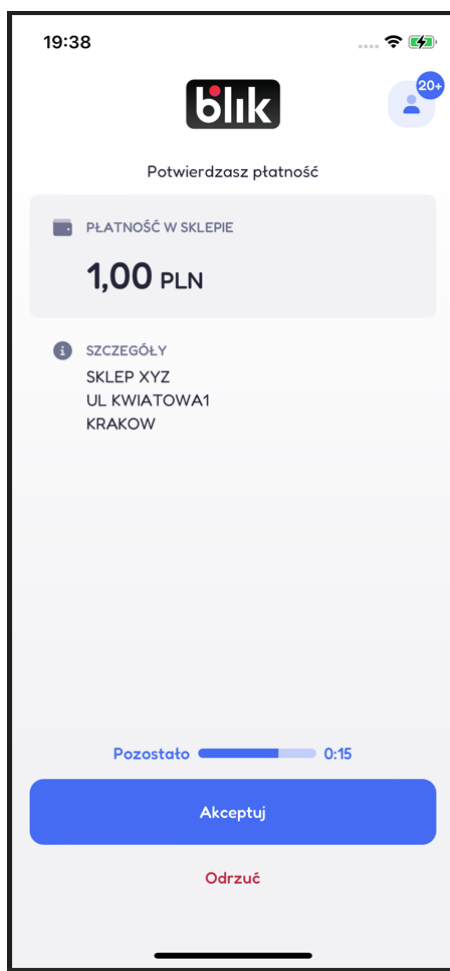 19:38
blik
20+
Potwierdzasz płatność
PŁATNOŚĆ W SKLEPIE
1,00 PLN
SZCZEGÓŁY
SKLEP XYZ
UL KWIATOWA1
KRAKOW
Pozostało 0:15
Akceptuj
Odrzuć